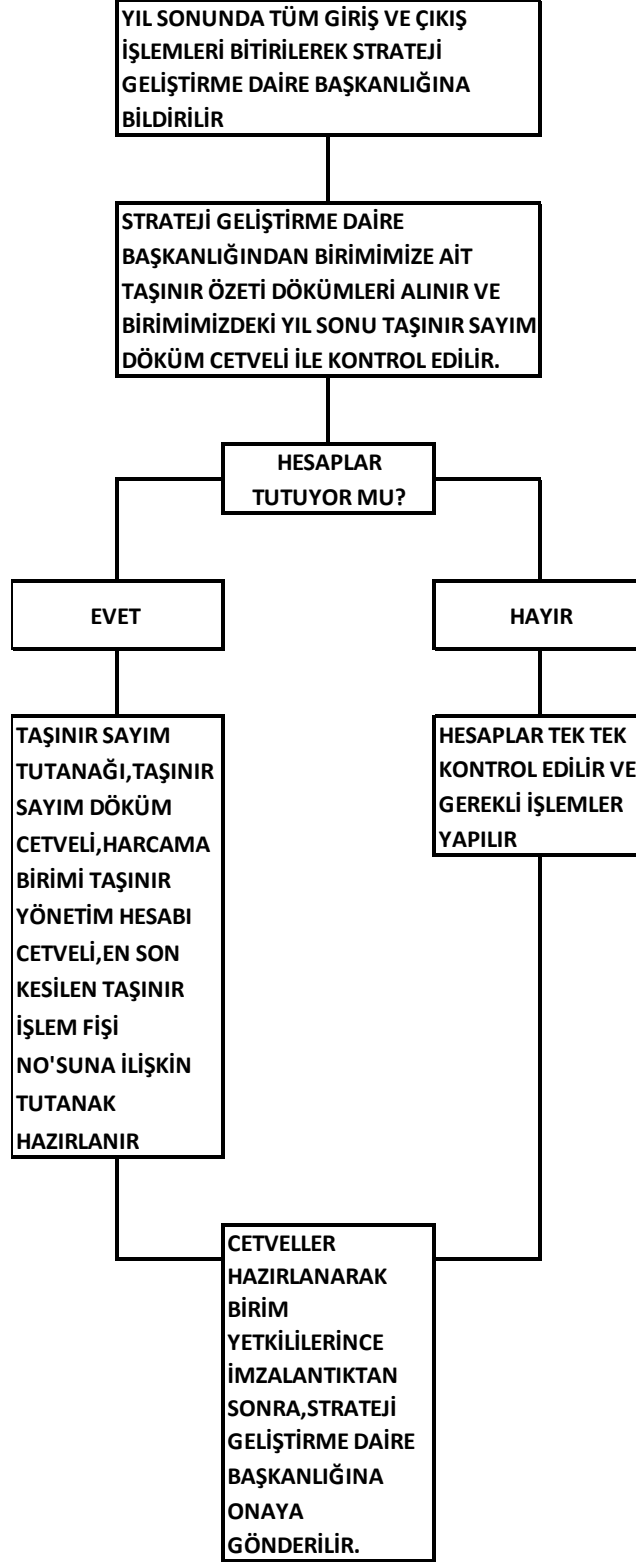 YIL SONUNDA TÜM GİRİŞ VE ÇIKIŞ
İŞLEMLERİ BİTİRİLEREK STRATEJİ
GELİŞTİRME DAİRE BAŞKANLIĞINA
BİLDİRİLİR
STRATEJİ GELİŞTİRME DAİRE
BAŞKANLIĞINDAN BİRİMİMİZE AİT
TAŞINIR ÖZETİ DÖKÜMLERİ ALINIR VE
BİRİMİMİZDEKİ YIL SONU TAŞINIR SAYIM
DÖKÜM CETVELİ İLE KONTROL EDİLİR.
HESAPLAR
TUTUYOR MU?
EVET
HAYIR
TAŞINIR SAYIM
TUTANAĞI,TAŞINIR
SAYIM DÖKÜM
CETVELİ,HARCAMA
BİRİMİ TAŞINIR
YÖNETİM HESABI
CETVELİ,EN SON
KESİLEN TAŞINIR
İŞLEM FİŞİ
NO'SUNA İLİŞKİN
TUTANAK
HAZIRLANIR
HESAPLAR TEK TEK
KONTROL EDİLİR VE
GEREKLİ İŞLEMLER
YAPILIR
CETVELLER
HAZIRLANARAK
BİRİM
YETKİLİLERİNCE
İMZALANTIKTAN
SONRA,STRATEJİ
GELİŞTİRME DAİRE
BAŞKANLIĞINA
ONAYA
GÖNDERİLİR.